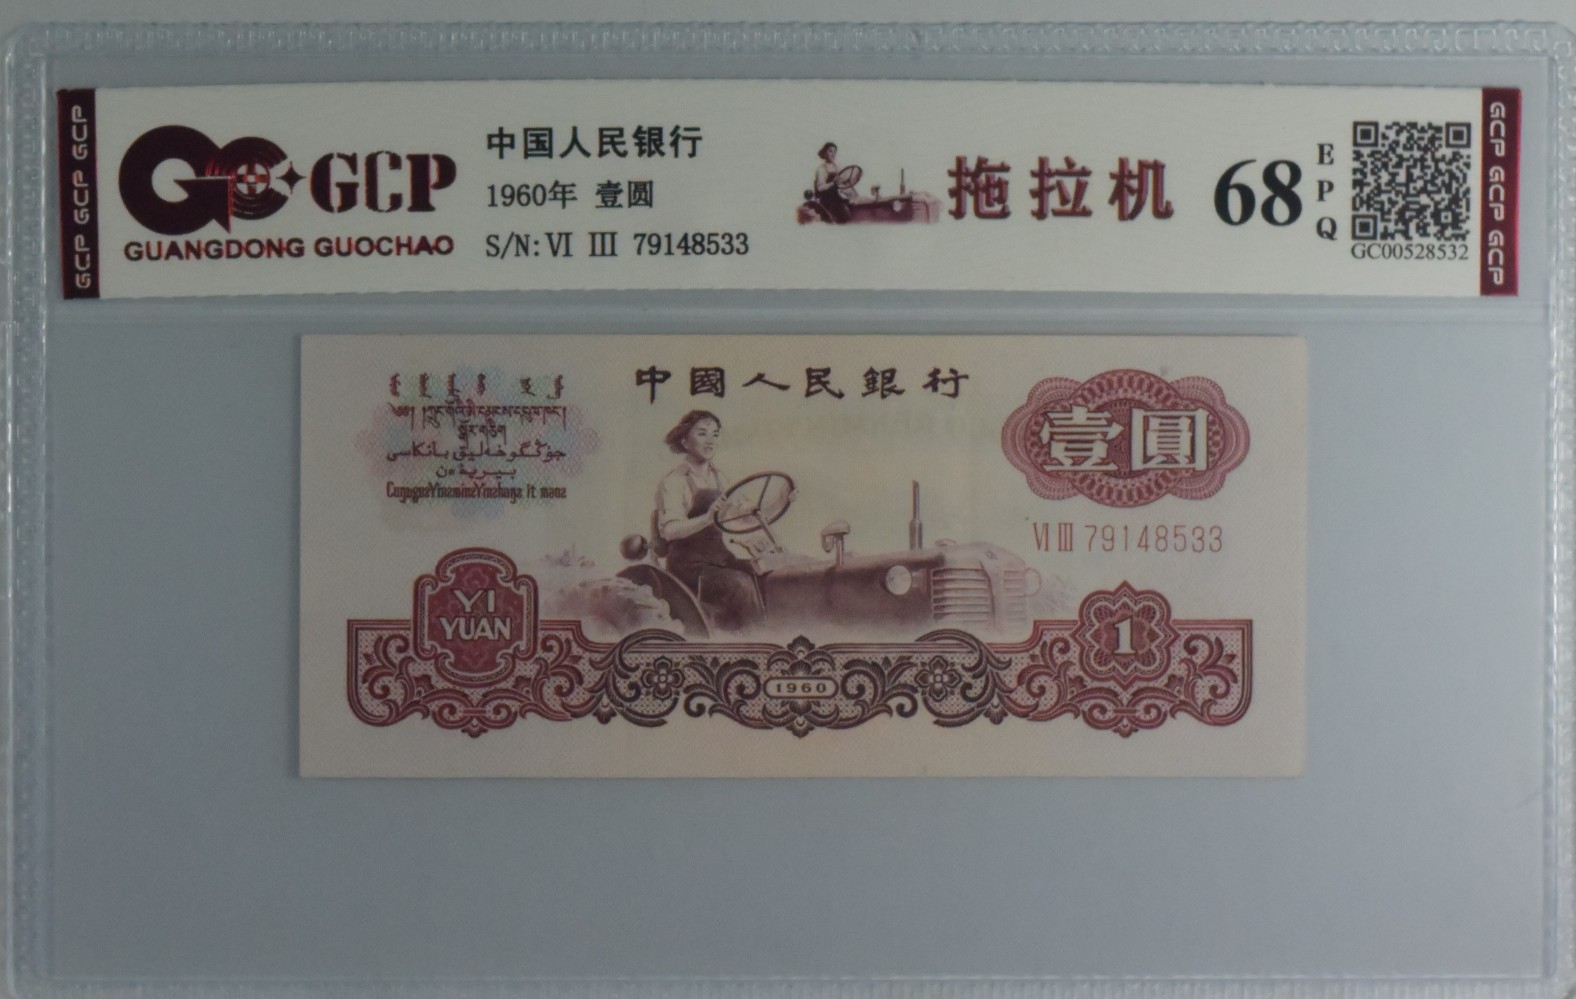 GCP GCP GCP
GCP
GUANGDONG GUOCHAO
中国人民银行
1960年 壹圆
S/N: VI III 79148533
拖拉机
68
EPQ
GC00528532
GCP GCP GCP
中國人民銀行
壹圓
VI III 79148533
YI
YUAN
1960
1